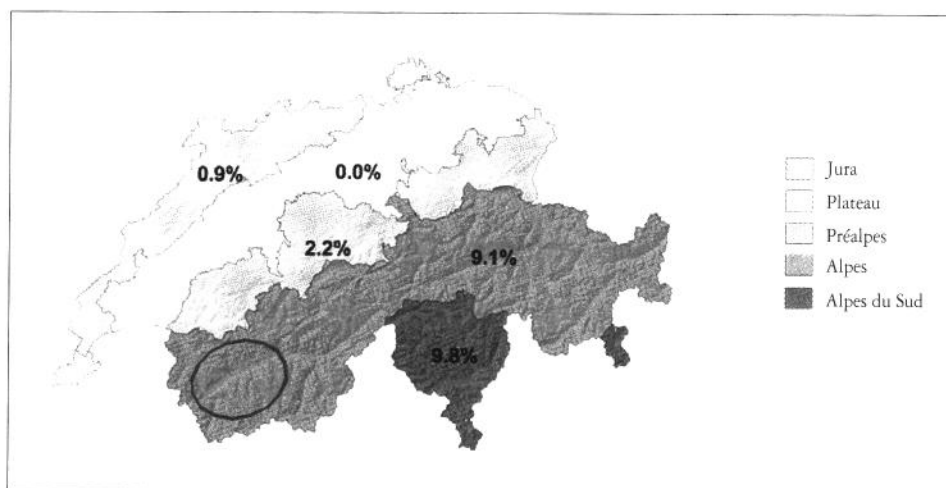 0.9%
0.0%
2.2%
9.1%
9.8%
Jura
Plateau
Préalpes
Alpes
Alpes du Sud